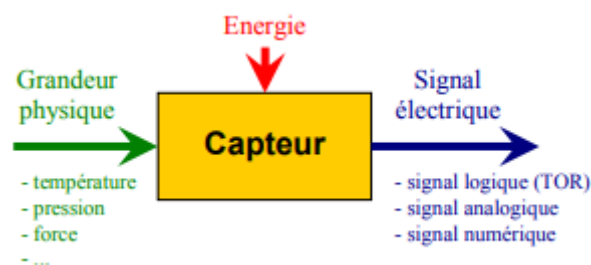 Energie
Grandeur
physique
Signal
électrique
Capteur
- température
- pression
- force
- ...
- signal logique (TOR)
- signal analogique
- signal numérique